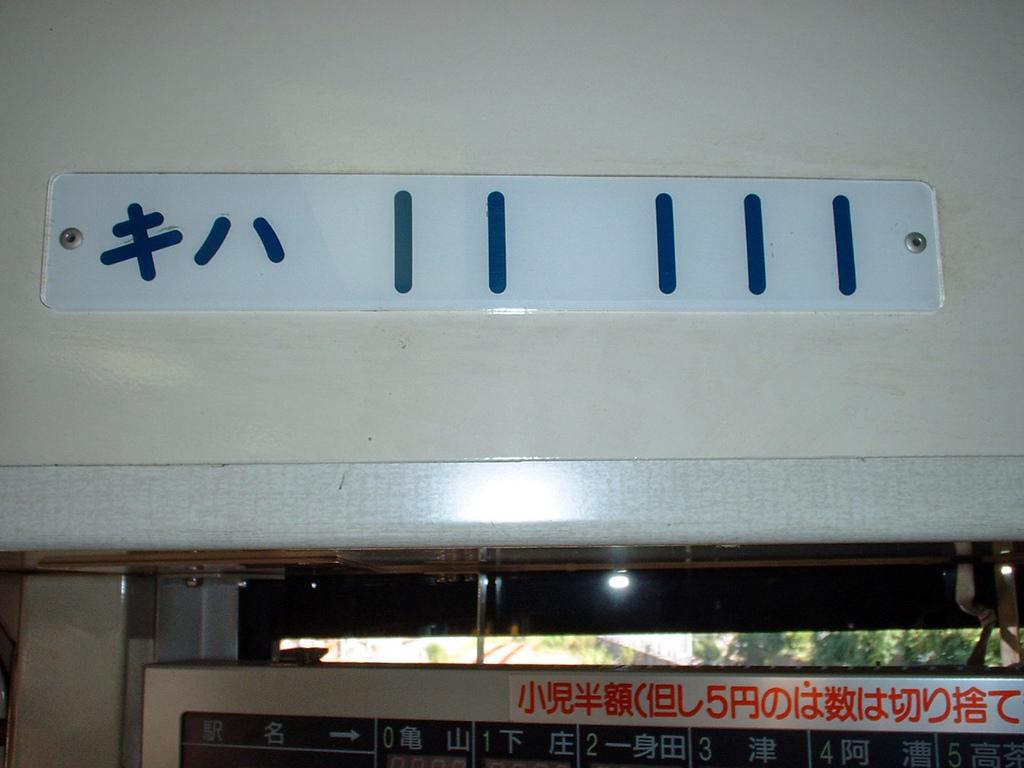 キハ 11 111
小児半額(但し5円のは数は切り捨て
駅名→ 0亀山 1下庄 2一身田 3津 4阿漕 5高茶